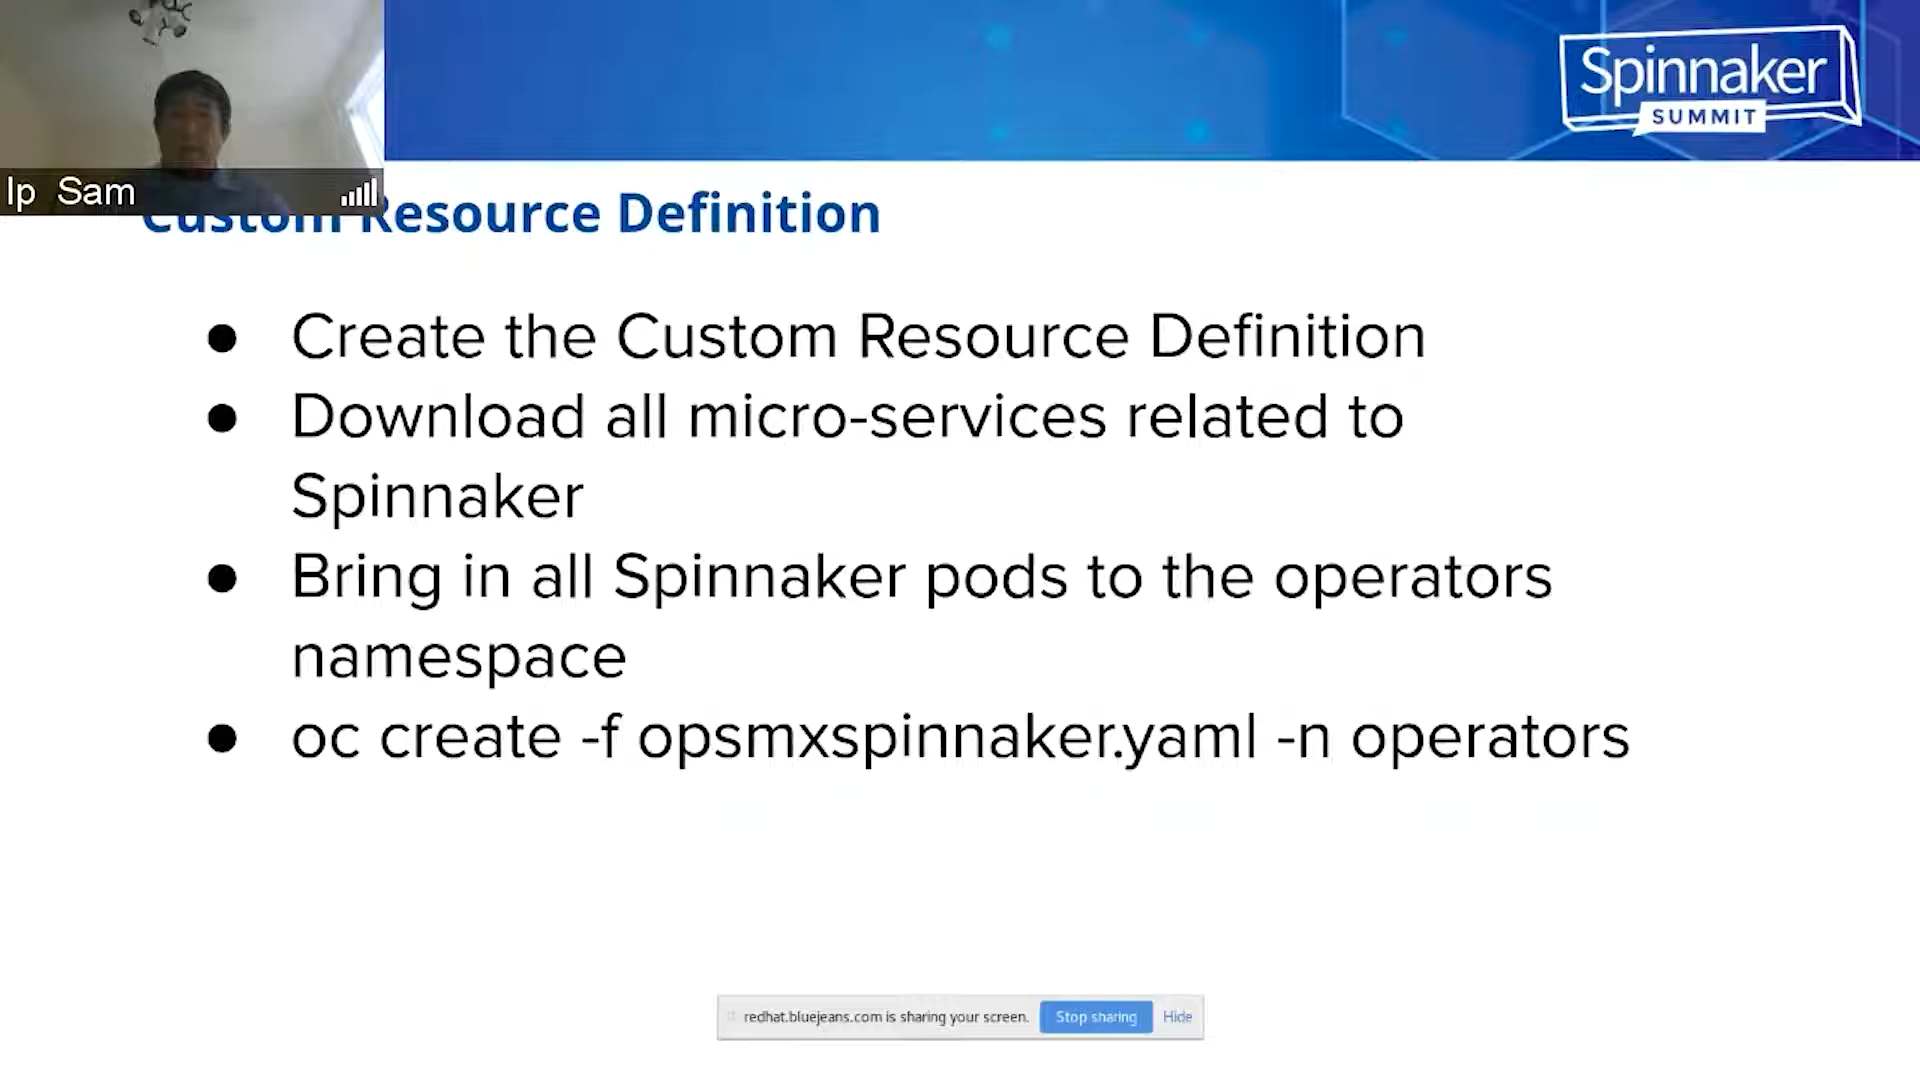 Spinnaker
SUMMIT
Ip Sam
Custom Resource Definition
● Create the Custom Resource Definition
● Download all micro-services related to
Spinnaker
● Bring in all Spinnaker pods to the operators
namespace
● oc create -f opsmxspinnaker.yaml -n operators
redhat.bluejeans.com is sharing your screen. Stop sharing Hide